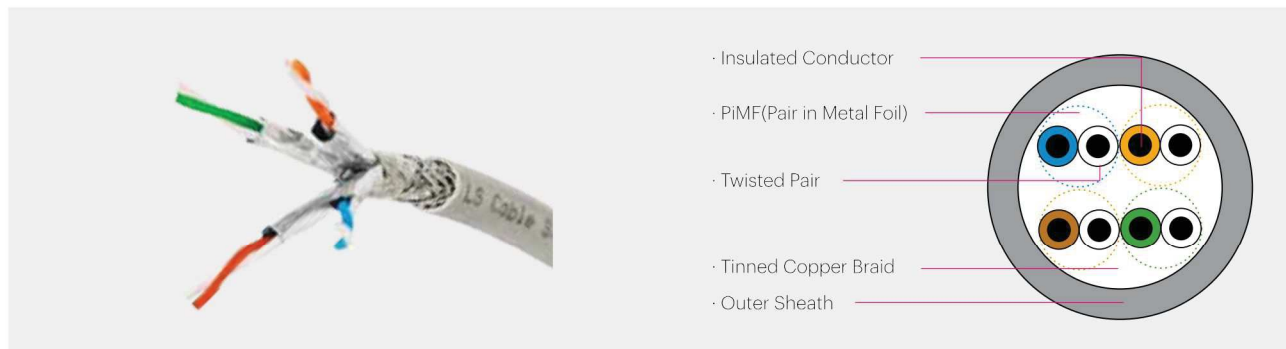 LS Cable S
· Insulated Conductor
· PiMF(Pair in Metal Foil)
· Twisted Pair
· Tinned Copper Braid
· Outer Sheath